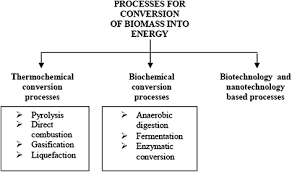 PROCESSES FOR
CONVERSION
OF BIOMASS INTO
ENERGY
Thermochemical
conversion
processes
➢ Pyrolysis
➢ Direct
combustion
➢ Gasification
➢ Liquefaction
Biochemical
conversion
processes
➢ Anaerobic
digestion
➢ Fermentation
➢ Enzymatic
conversion
Biotechnology and
nanotechnology
based processes